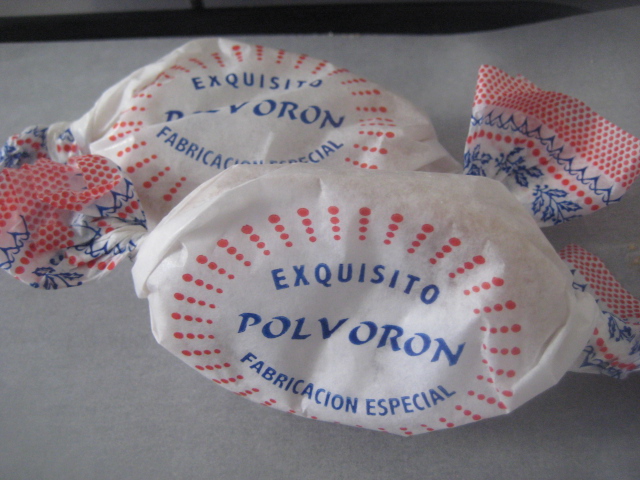 EXQUISITO
POLVORON
FABRICACION ESPECIAL
EXQUISITO
POLVORON
FABRICACION ESPECIAL